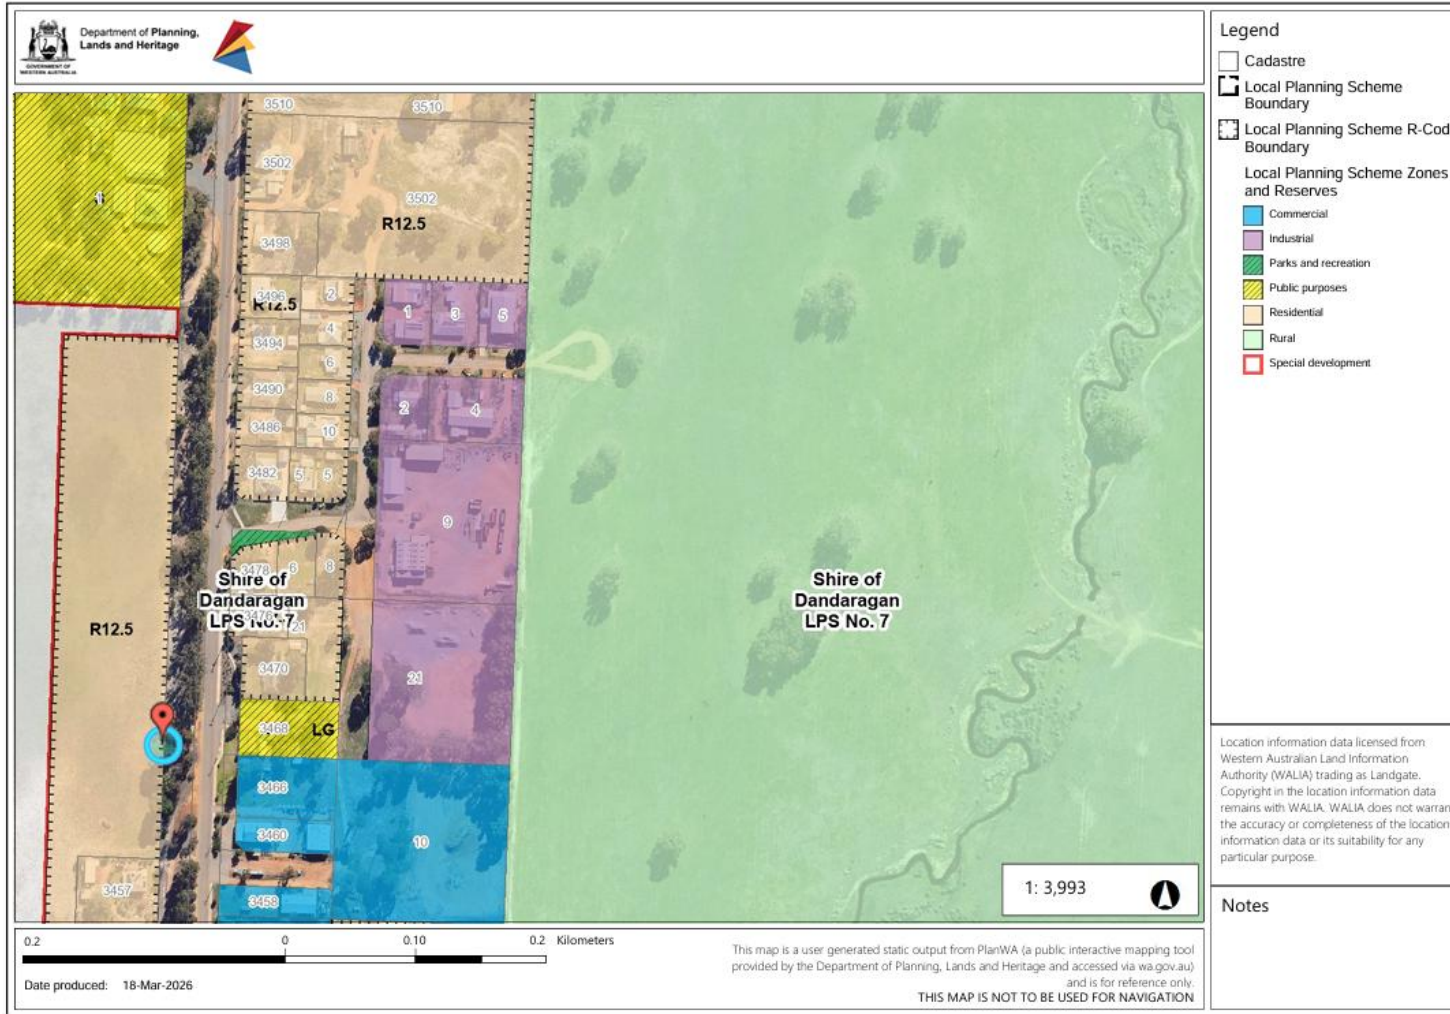 Department of Planning,
Lands and Heritage
GOVERNMENT OF
WESTERN AUSTRALIA
3510
3510
3502
3502
R12.5
3498
3496
2
R12.5
1
3
5
3494
4
6
3490
8
2
4
3486
10
3482
5
5
9
3478
6
8
Shire of
Dandaragan
LPS No. 7
3476
21
Shire of
Dandaragan
LPS No. 7
R12.5
3470
21
3468
LG
3466
3460
10
3457
3458
1: 3,993
Legend
Cadastre
Local Planning Scheme
Boundary
Local Planning Scheme R-Cod
Boundary
Local Planning Scheme Zones
and Reserves
Commercial
Industrial
Parks and recreation
Public purposes
Residential
Rural
Special development
Location information data licensed from
Western Australian Land Information
Authority (WALIA) trading as Landgate.
Copyright in the location information data
remains with WALIA. WALIA does not warran
the accuracy or completeness of the location
information data or its suitability for any
particular purpose.
Notes
0.2
0
0.10
0.2 Kilometers
Date produced: 18-Mar-2026
This map is a user generated static output from PlanWA (a public interactive mapping tool
provided by the Department of Planning, Lands and Heritage and accessed via wa.gov.au)
and is for reference only.
THIS MAP IS NOT TO BE USED FOR NAVIGATION